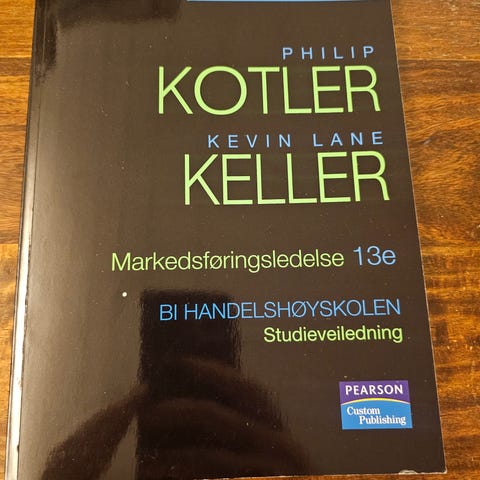 PHILIP
KOTLER
KEVIN LANE
KELLER
Markedsføringsledelse 13e
BI HANDELSHØYSKOLEN
Studieveiledning
PEARSON
Custom
Publishing